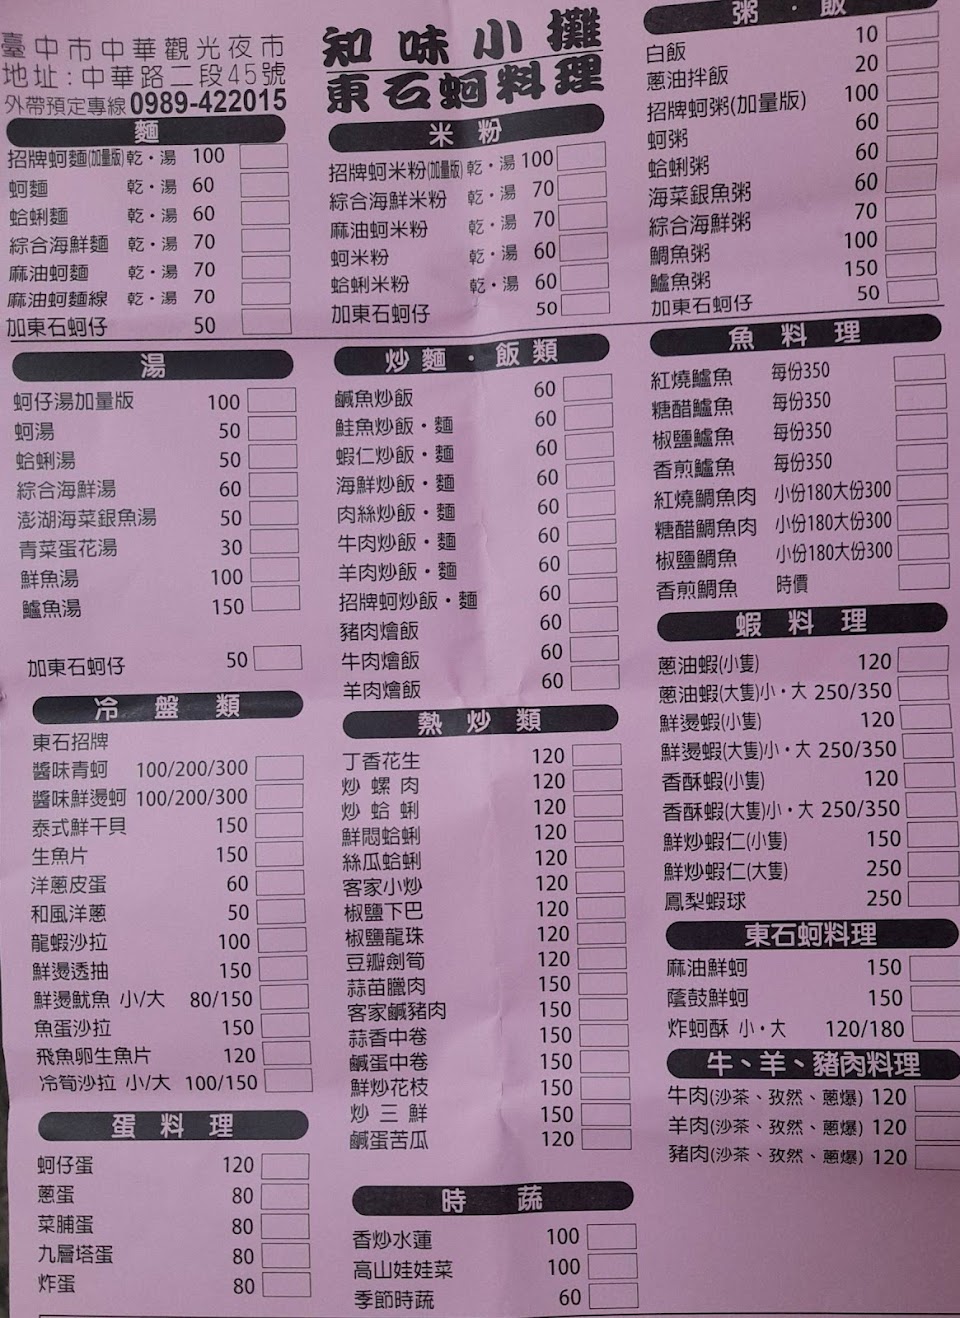 臺中市中華觀光夜市
地址:中華路二段45號
外帶預定專線0989-422015
知味小攤
東石蚵料理
麵
招牌蚵麵(加量版) 乾・湯 100
蚵麵 乾・湯 60
蛤蜊麵 乾・湯 60
綜合海鮮麵 乾・湯 70
麻油蚵麵 乾・湯 70
麻油蚵麵線 乾・湯 70
加東石蚵仔 50
米粉
招牌蚵米粉(加量版) 乾・湯 100
綜合海鮮米粉 乾・湯 70
麻油蚵米粉 乾・湯 70
蚵米粉 乾・湯 60
蛤蜊米粉 乾・湯 60
加東石蚵仔 50
粥・飯
白飯 10
蔥油拌飯 20
招牌蚵粥(加量版) 100
蚵粥 60
蛤蜊粥 60
海菜銀魚粥 60
綜合海鮮粥 70
鯛魚粥 100
鱸魚粥 150
加東石蚵仔 50
湯
蚵仔湯加量版 100
蚵湯 50
蛤蜊湯 50
綜合海鮮湯 60
澎湖海菜銀魚湯 50
青菜蛋花湯 30
鮮魚湯 100
鱸魚湯 150
加東石蚵仔 50
冷盤類
東石招牌
醬味青蚵 100/200/300
醬味鮮燙蚵 100/200/300
泰式鮮干貝 150
生魚片 150
洋蔥皮蛋 60
和風洋蔥 50
龍蝦沙拉 100
鮮燙透抽 150
鮮燙魷魚 小/大 80/150
魚蛋沙拉 150
飛魚卵生魚片 120
冷筍沙拉 小/大 100/150
蛋料理
蚵仔蛋 120
蔥蛋 80
菜脯蛋 80
九層塔蛋 80
炸蛋 80
炒麵・飯類
鹹魚炒飯 60
鮭魚炒飯・麵 60
蝦仁炒飯・麵 60
海鮮炒飯・麵 60
肉絲炒飯・麵 60
牛肉炒飯・麵 60
羊肉炒飯・麵 60
招牌蚵炒飯・麵 60
豬肉燴飯 60
牛肉燴飯 60
羊肉燴飯 60
熱炒類
丁香花生 120
炒螺肉 120
炒蛤蜊 120
鮮悶蛤蜊 120
絲瓜蛤蜊 120
客家小炒 120
椒鹽下巴 120
椒鹽龍珠 120
豆瓣劍筍 120
蒜苗臘肉 150
客家鹹豬肉 150
蒜香中卷 150
鹹蛋中卷 150
鮮炒花枝 150
炒三鮮 150
鹹蛋苦瓜 120
時蔬
香炒水蓮 100
高山娃娃菜 100
季節時蔬 60
魚料理
紅燒鱸魚 每份350
糖醋鱸魚 每份350
椒鹽鱸魚 每份350
香煎鱸魚 每份350
紅燒鯛魚肉 小份180大份300
糖醋鯛魚肉 小份180大份300
椒鹽鯛魚 小份180大份300
香煎鯛魚 時價
蝦料理
蔥油蝦(小隻) 120
蔥油蝦(大隻)小・大 250/350
鮮燙蝦(小隻) 120
鮮燙蝦(大隻)小・大 250/350
香酥蝦(小隻) 120
香酥蝦(大隻)小・大 250/350
鮮炒蝦仁(小隻) 150
鮮炒蝦仁(大隻) 250
鳳梨蝦球 250
東石蚵料理
麻油鮮蚵 150
蔭鼓鮮蚵 150
炸蚵酥 小・大 120/180
牛、羊、豬肉料理
牛肉(沙茶、孜然、蔥爆) 120
羊肉(沙茶、孜然、蔥爆) 120
豬肉(沙茶、孜然、蔥爆) 120